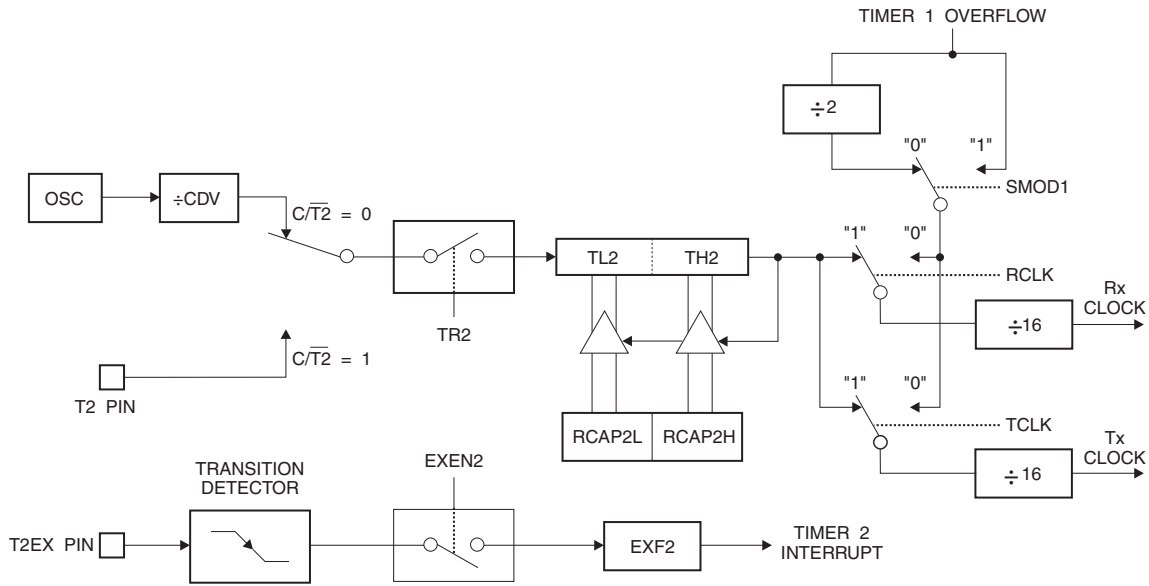 TIMER 1 OVERFLOW
÷2
"0" "1"
OSC
÷CDV
C/T̅2̅ = 0
SMOD1
"1" "0"
TL2
TH2
RCLK
Rx
CLOCK
÷16
TR2
C/T̅2̅ = 1
T2 PIN
"1" "0"
RCAP2L
RCAP2H
TCLK
Tx
CLOCK
÷16
TRANSITION
DETECTOR
EXEN2
T2EX PIN
EXF2
TIMER 2
INTERRUPT